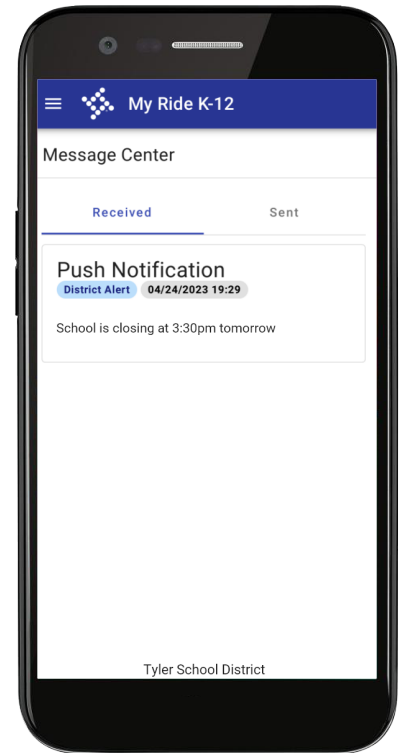 My Ride K-12
Message Center
Received Sent
Push Notification
District Alert 04/24/2023 19:29
School is closing at 3:30pm tomorrow
Tyler School District